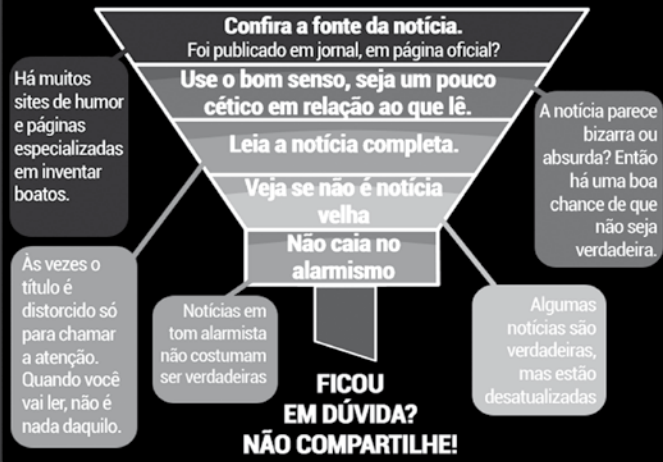 Confira a fonte da notícia.
Foi publicado em jornal, em página oficial?
Há muitos
sites de humor
e páginas
especializadas
em inventar
boatos.
Use o bom senso, seja um pouco
cético em relação ao que lê.
A notícia parece
bizarra ou
absurda? Então
há uma boa
chance de que
não seja
verdadeira.
Leia a notícia completa.
Às vezes o
título é
distorcido só
para chamar
a atenção.
Quando você
vai ler, não é
nada daquilo.
Veja se não é notícia
velha
Algumas
notícias são
verdadeiras,
mas estão
desatualizadas
Não caia no
alarmismo
Notícias em
tom alarmista
não costumam
ser verdadeiras
FICOU
EM DÚVIDA?
NÃO COMPARTILHE!